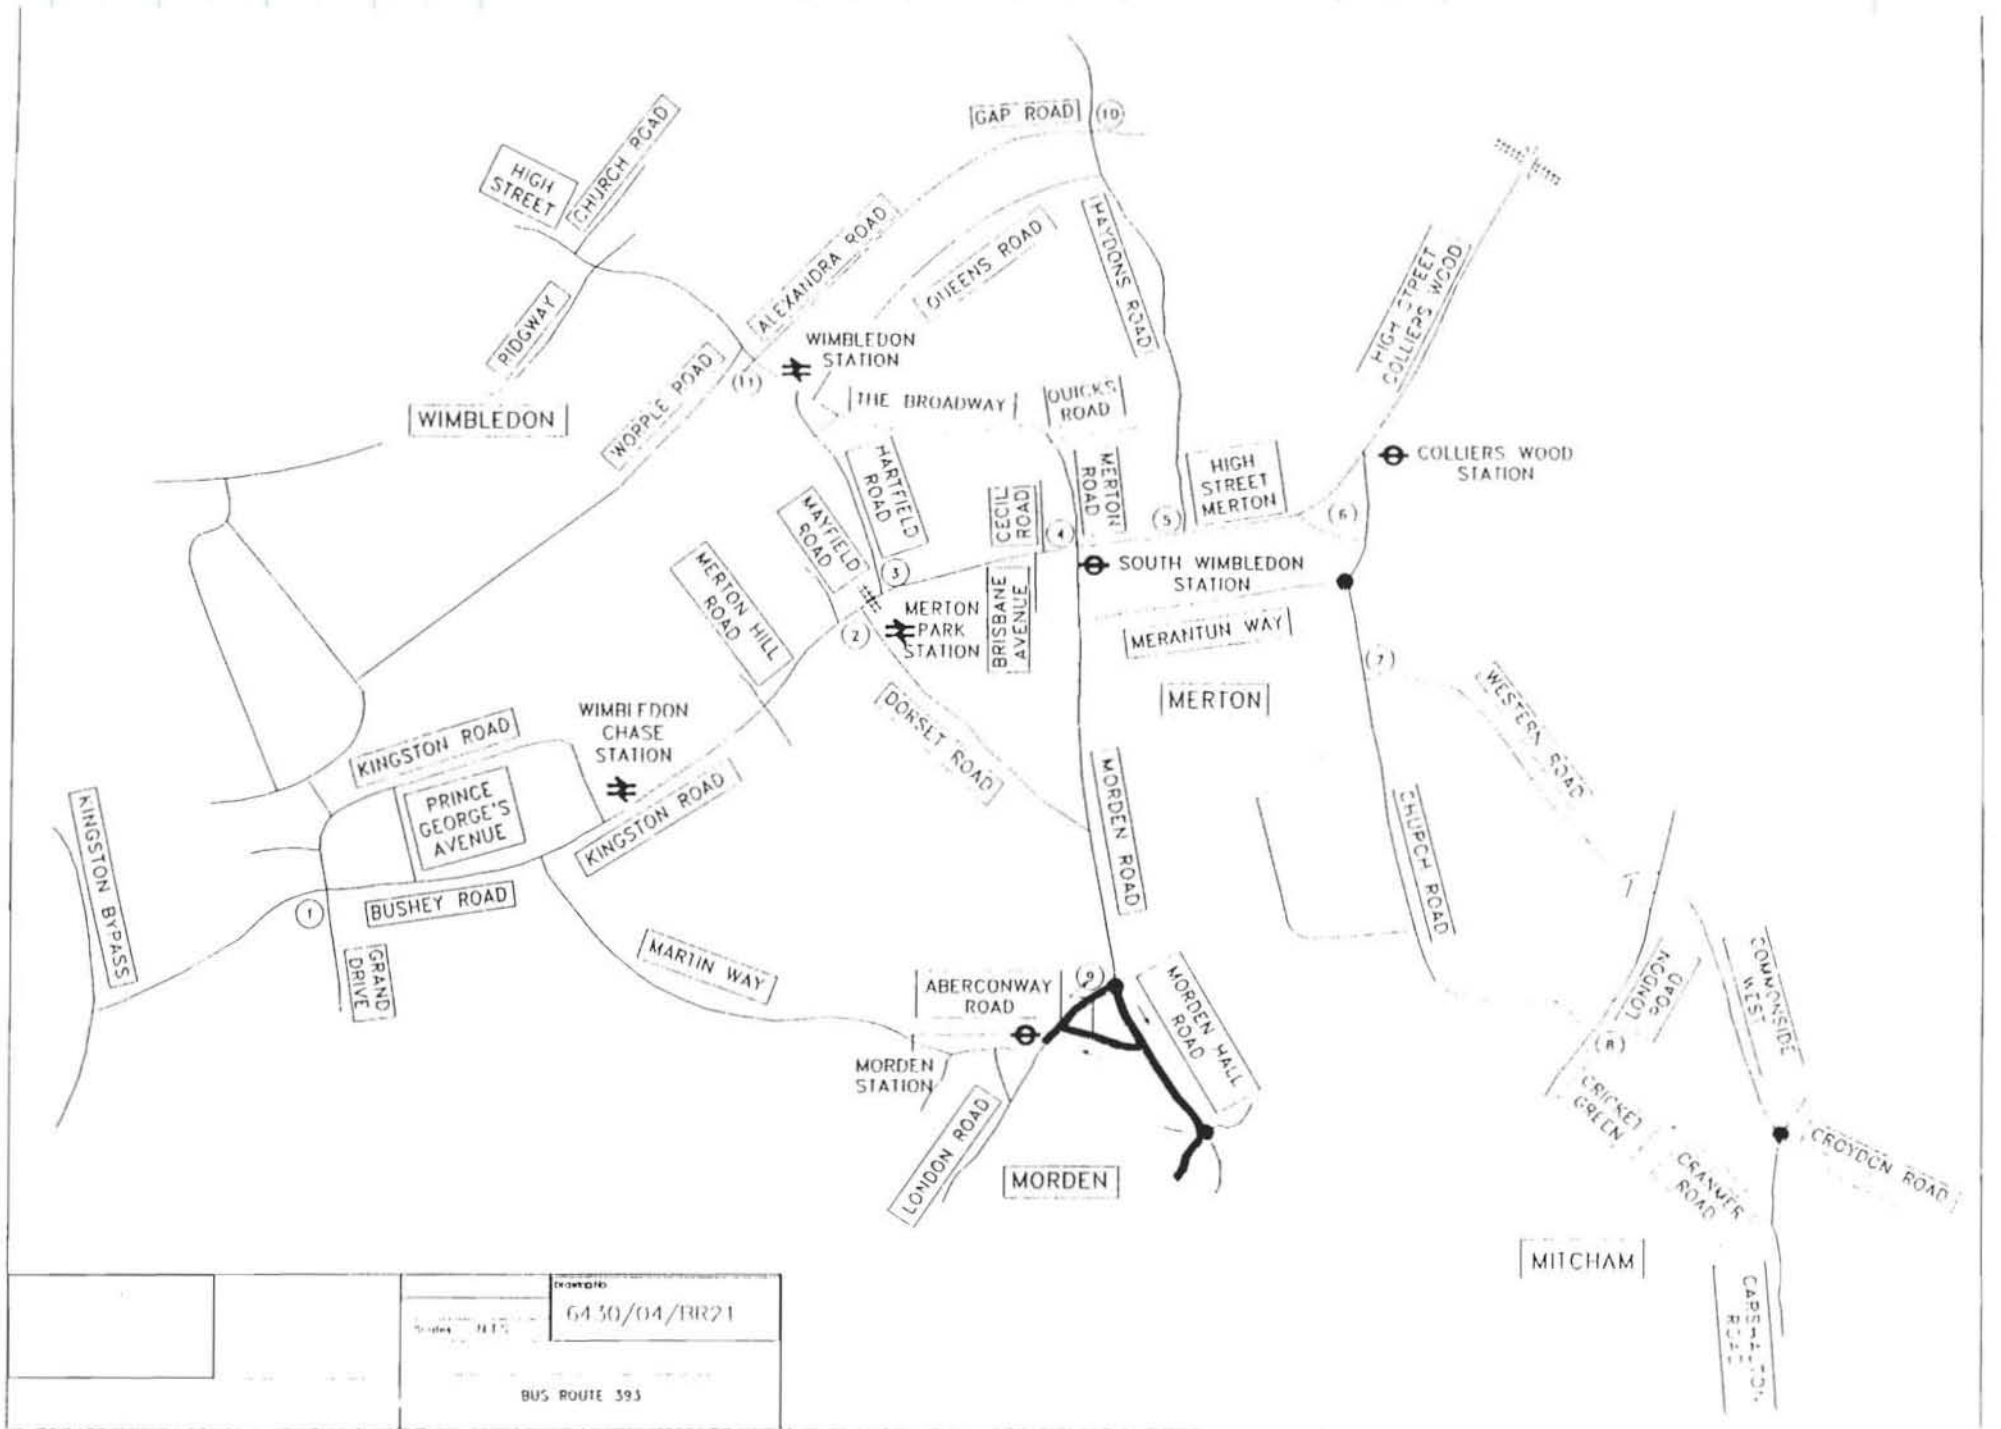 GAP ROAD
(10)
HIGH
STREET
CHURCH ROAD
ALEXANDRA ROAD
QUEENS ROAD
HAYDONS ROAD
HIGH STREET
COLLIERS WOOD
RIDGWAY
WIMBLEDON
STATION
WORPLE ROAD
(11)
WIMBLEDON
THE BROADWAY
QUICKS
ROAD
COLLIERS WOOD
STATION
HARTFIELD
ROAD
MERTON
ROAD
HIGH
STREET
MERTON
MAYFIELD
ROAD
CECIL
ROAD
(4)
(5)
(6)
MERTON HILL
ROAD
(3)
SOUTH WIMBLEDON
STATION
MERTON
PARK
STATION
BRISBANE
AVENUE
(2)
MERANTUN WAY
(7)
WESTERN ROAD
MERTON
DORSET ROAD
WIMBLEDON
CHASE
STATION
KINGSTON ROAD
PRINCE
GEORGE'S
AVENUE
KINGSTON ROAD
MORDEN ROAD
CHURCH ROAD
KINGSTON BYPASS
(1)
BUSHEY ROAD
GRAND
DRIVE
MARTIN WAY
ABERCONWAY
ROAD
(9)
MORDEN HALL
ROAD
LONDON
ROAD
COMMONSIDE
WEST
MORDEN
STATION
(8)
LONDON ROAD
CRICKET
GREEN
CRANMER
ROAD
CROYDON ROAD
MORDEN
MITCHAM
CARSHALTON
ROAD
Drawing No
6430/04/BR21
Scales NTS
BUS ROUTE 393